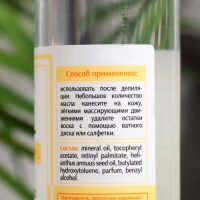 Способ применения:
использовать после депиля-
ции. Небольшое количество
масла нанесите на кожу,
лёгкими массирующими дви-
жениями удалите остатки
воска с помощью ватного
диска или салфетки.
Состав: mineral oil, tocopheryl
acetate, retinyl palmitate, heli-
anthus annuus seed oil, butylated
hydroxytoluene, parfum, benzyl
alcohol.